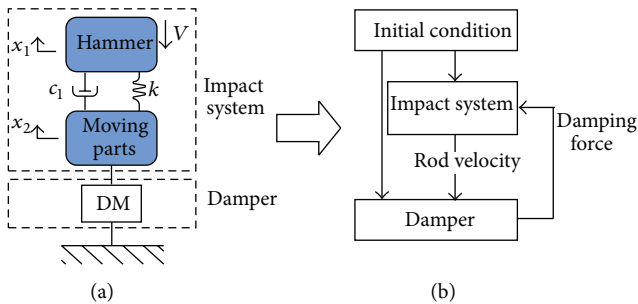 x₁
Hammer
V
c₁
k
x₂
Moving
parts
Impact
system
DM
Damper
(a)
Initial condition
Impact system
Rod velocity
Damping
force
Damper
(b)